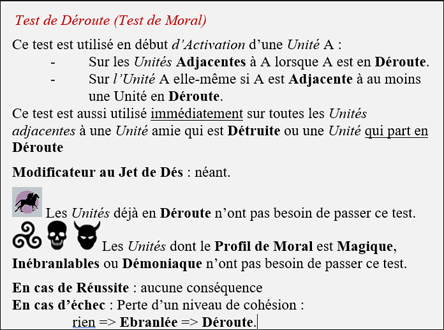 Test de Déroute (Test de Moral)
Ce test est utilisé en début d'Activation d'une Unité A :
- Sur les Unités Adjacentes à A lorsque A est en Déroute.
- Sur l'Unité A elle-même si A est Adjacente à au moins
une Unité en Déroute.
Ce test est aussi utilisé immédiatement sur toutes les Unités
adjacentes à une Unité amie qui est Détruite ou une Unité qui part en
Déroute
Modificateur au Jet de Dés : néant.
Les Unités déjà en Déroute n'ont pas besoin de passer ce test.
Les Unités dont le Profil de Moral est Magique,
Inébranlables ou Démoniaque n'ont pas besoin de passer ce test.
En cas de Réussite : aucune conséquence
En cas d'échec : Perte d'un niveau de cohésion :
rien => Ebranlée => Déroute.